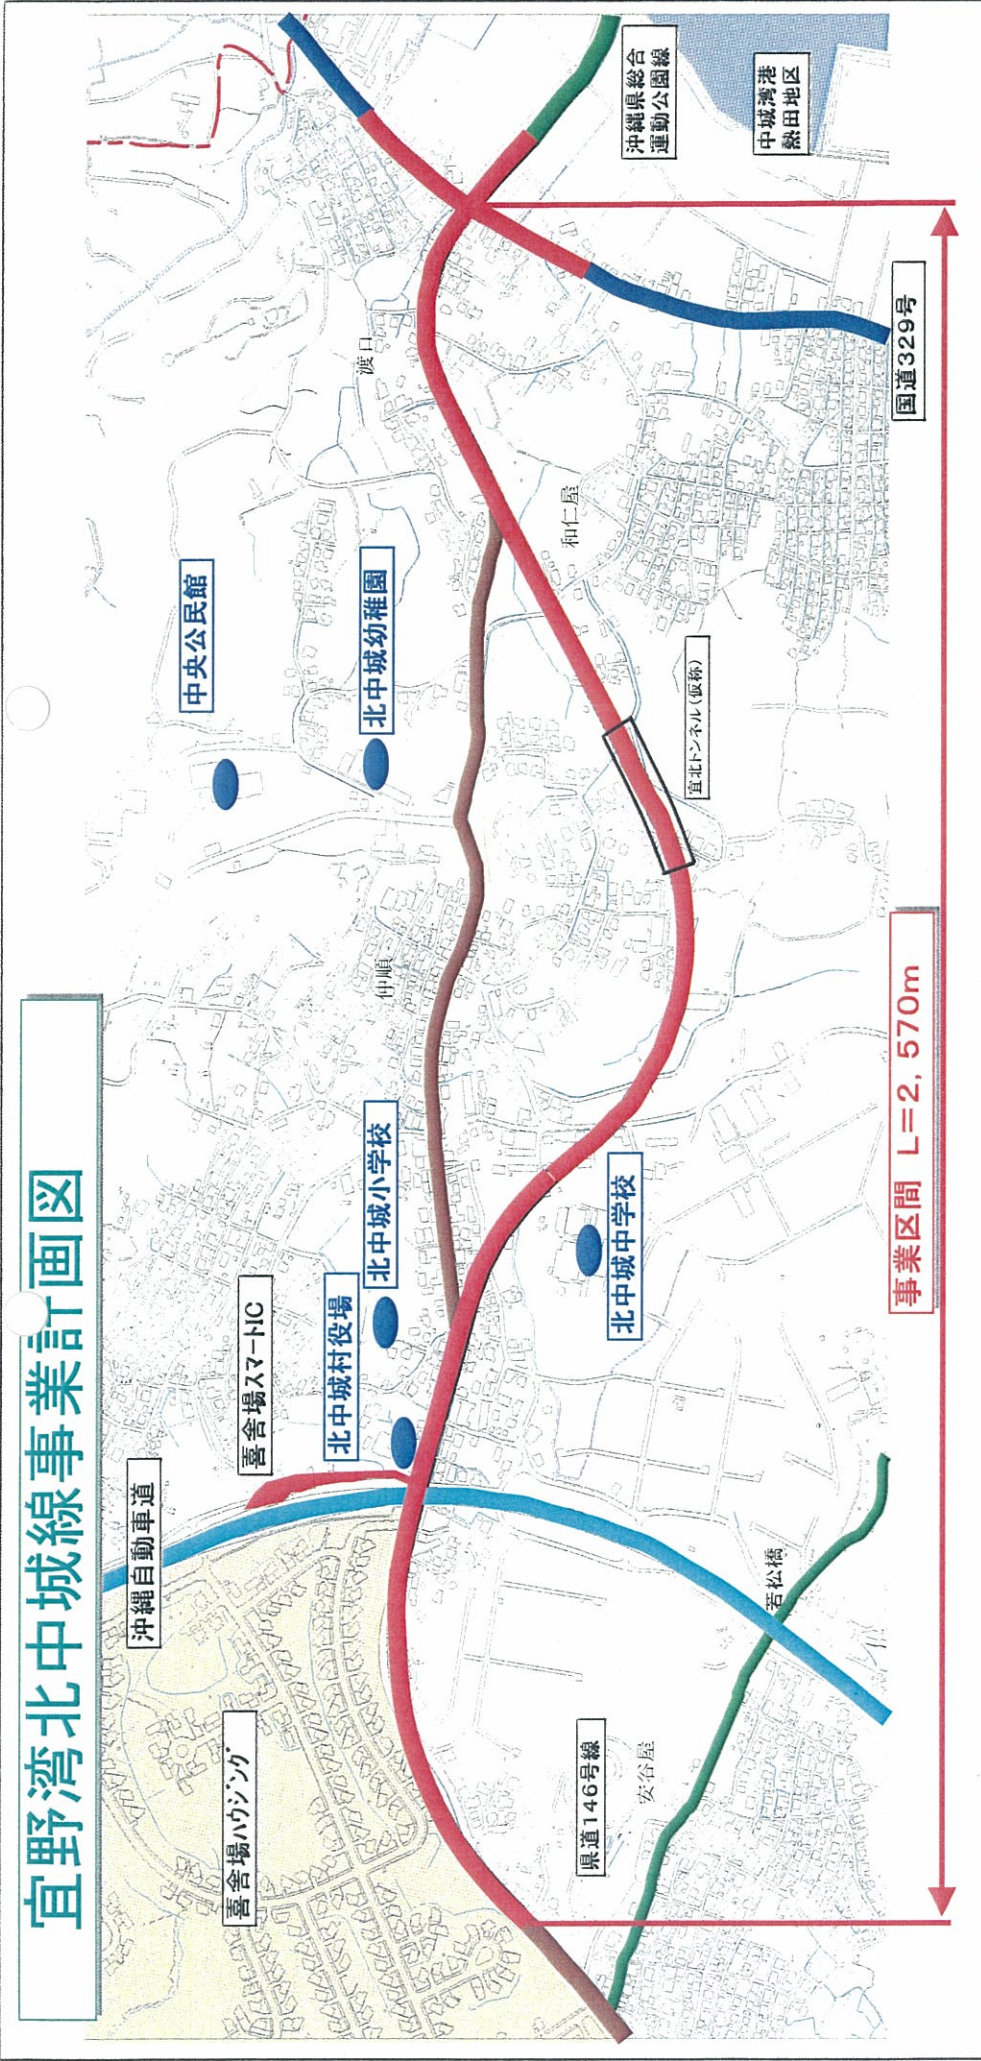 宜野湾北中城線事業計画図
沖縄自動車道
喜舎場スマートIC
喜舎場ハウジング
北中城村役場
北中城小学校
中央公民館
北中城幼稚園
仲順
渡口
県道146号線
安谷屋
北中城中学校
若松橋
宜北トンネル(仮称)
和仁屋
沖縄県総合
運動公園線
中城湾港
熱田地区
国道329号
事業区間 L=2,570m